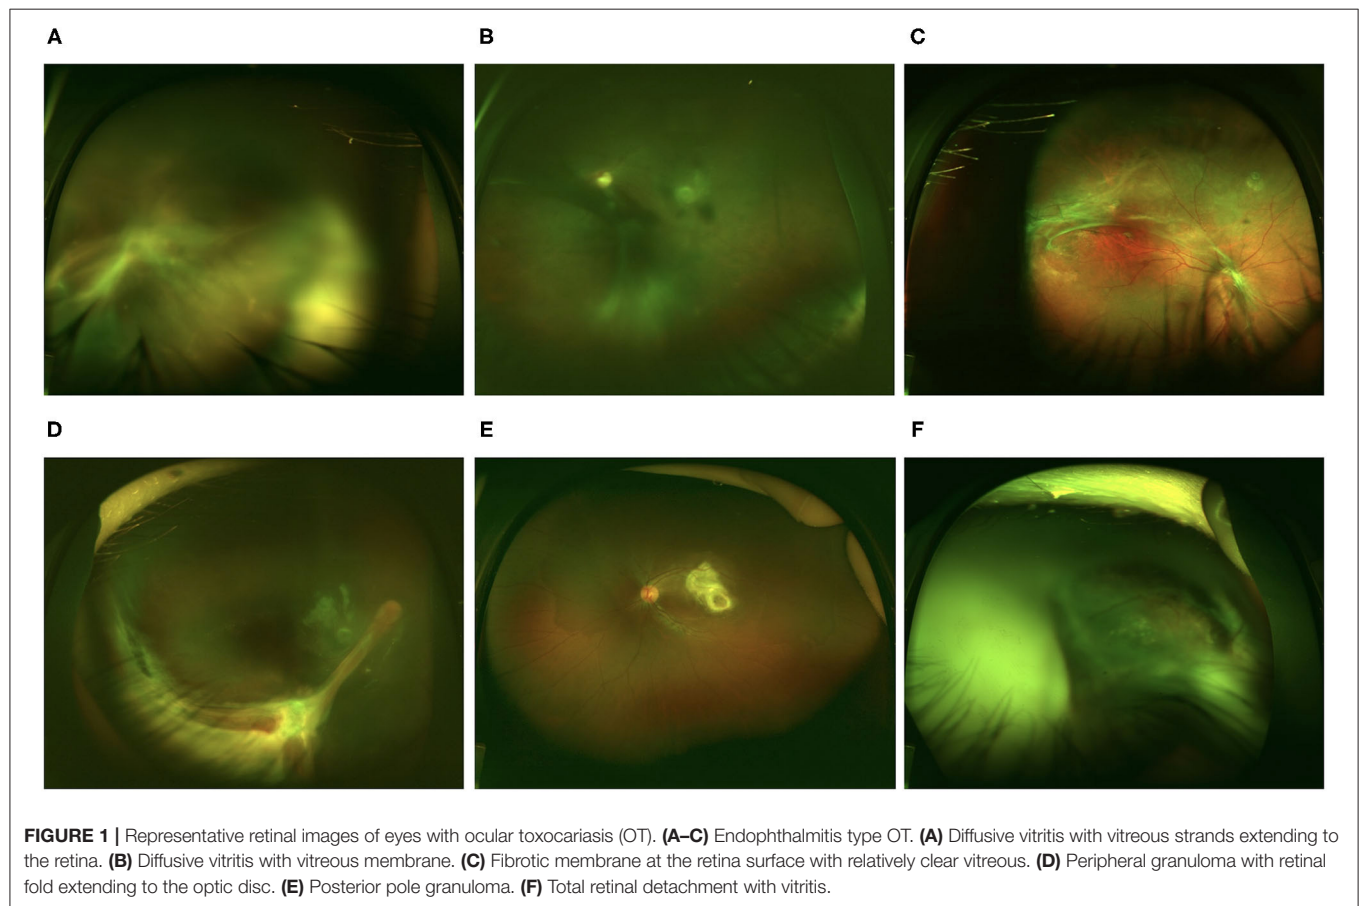 A
B
C
D
E
F
FIGURE 1 | Representative retinal images of eyes with ocular toxocariasis (OT). (A–C) Endophthalmitis type OT. (A) Diffusive vitritis with vitreous strands extending to
the retina. (B) Diffusive vitritis with vitreous membrane. (C) Fibrotic membrane at the retina surface with relatively clear vitreous. (D) Peripheral granuloma with retinal
fold extending to the optic disc. (E) Posterior pole granuloma. (F) Total retinal detachment with vitritis.